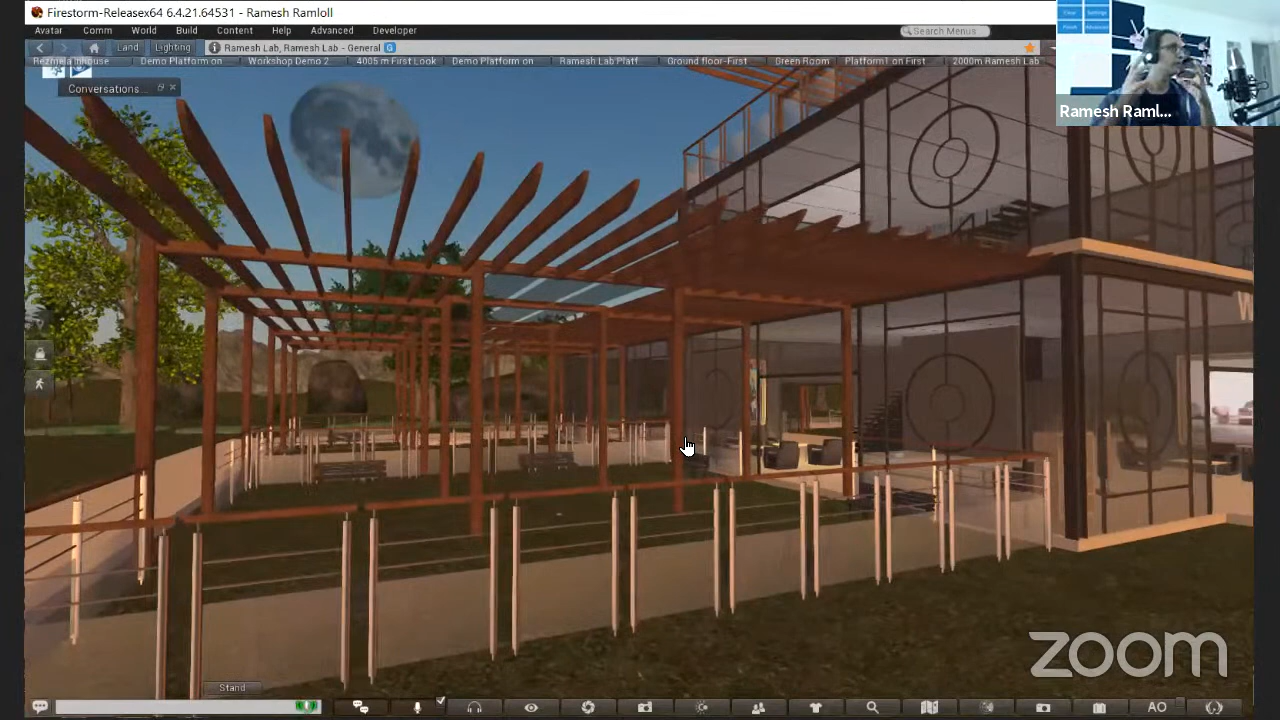 Firestorm-Releasex64 6.4.21.64531 - Ramesh Ramloll
Avatar Comm World Build Content Help Advanced Developer Search Menus
Land Lighting Ramesh Lab, Ramesh Lab - General G
Rezmela Inhouse Demo Platform on Workshop Demo 2 4005 m First Look Demo Platform on Ramesh Lab Platf Ground floor-First Green Room Platform1 on First 2000m Ramesh Lab
Conversations...
Ramesh Raml...
W
zoom
Stand
AO